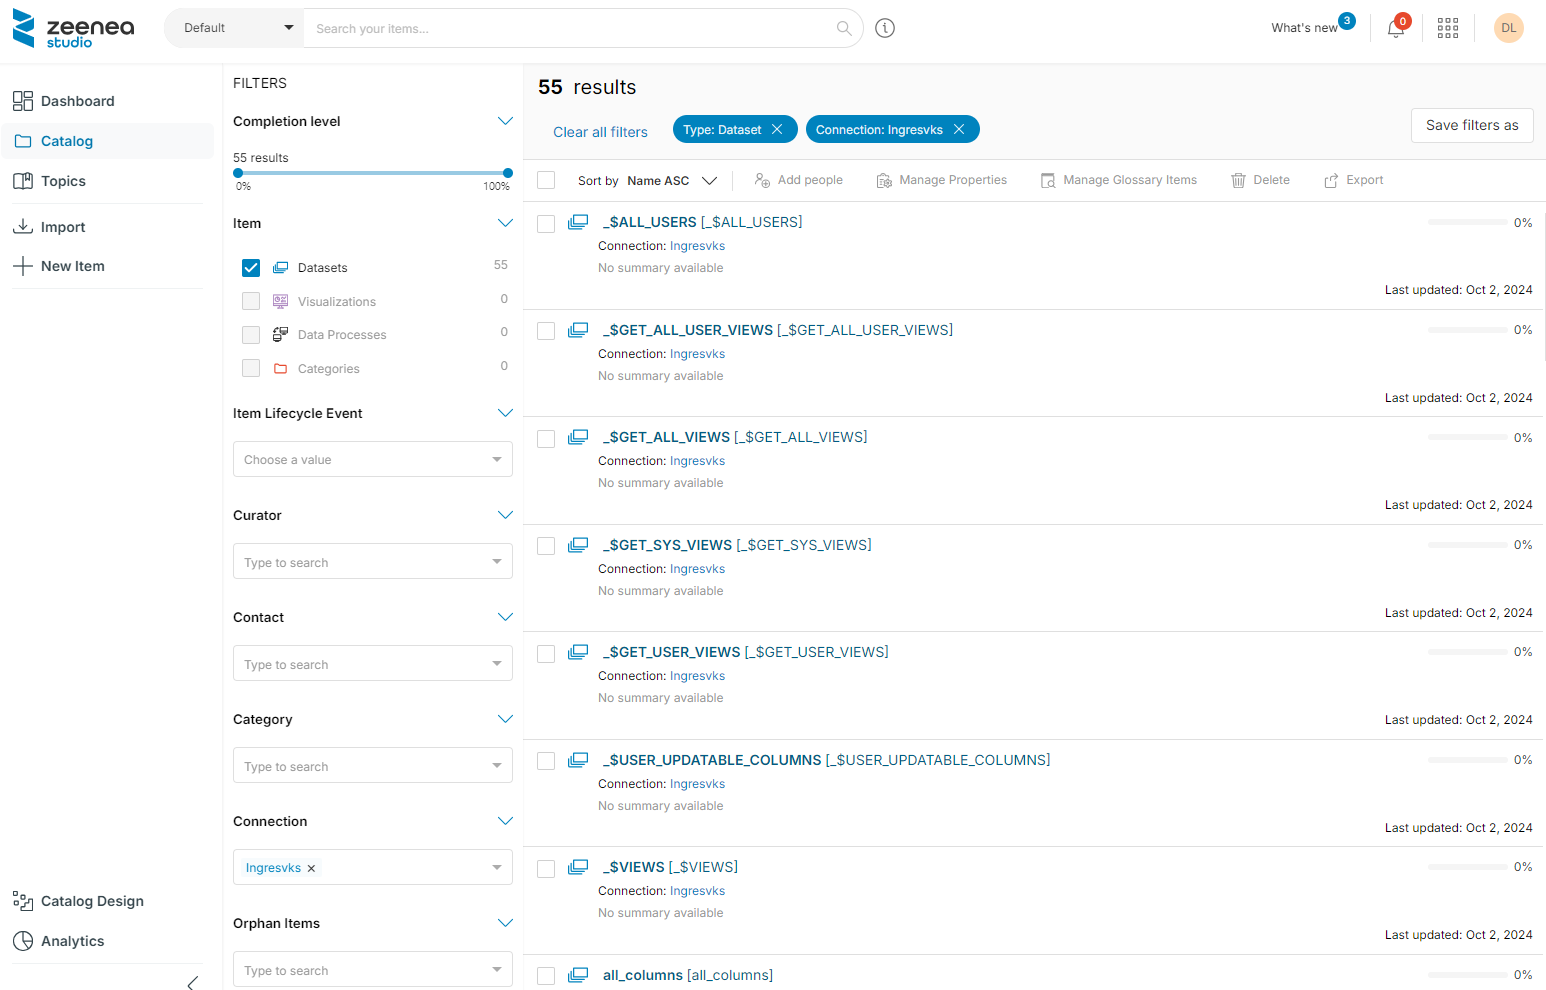 zeenea
studio
Default
Search your items...
What's new
3
0
DL
Dashboard
Catalog
Topics
Import
New Item
Catalog Design
Analytics
FILTERS
Completion level
55 results
0%
100%
Item
Datasets
55
Visualizations
0
Data Processes
0
Categories
0
Item Lifecycle Event
Choose a value
Curator
Type to search
Contact
Type to search
Category
Type to search
Connection
Ingresvks ×
Orphan Items
Type to search
55 results
Clear all filters
Type: Dataset
Connection: Ingresvks
Save filters as
Sort by Name ASC
Add people
Manage Properties
Manage Glossary Items
Delete
Export
_$ALL_USERS [_$ALL_USERS]
0%
Connection: Ingresvks
No summary available
Last updated: Oct 2, 2024
_$GET_ALL_USER_VIEWS [_$GET_ALL_USER_VIEWS]
0%
Connection: Ingresvks
No summary available
Last updated: Oct 2, 2024
_$GET_ALL_VIEWS [_$GET_ALL_VIEWS]
0%
Connection: Ingresvks
No summary available
Last updated: Oct 2, 2024
_$GET_SYS_VIEWS [_$GET_SYS_VIEWS]
0%
Connection: Ingresvks
No summary available
Last updated: Oct 2, 2024
_$GET_USER_VIEWS [_$GET_USER_VIEWS]
0%
Connection: Ingresvks
No summary available
Last updated: Oct 2, 2024
_$USER_UPDATABLE_COLUMNS [_$USER_UPDATABLE_COLUMNS]
0%
Connection: Ingresvks
No summary available
Last updated: Oct 2, 2024
_$VIEWS [_$VIEWS]
0%
Connection: Ingresvks
No summary available
Last updated: Oct 2, 2024
all_columns [all_columns]
0%